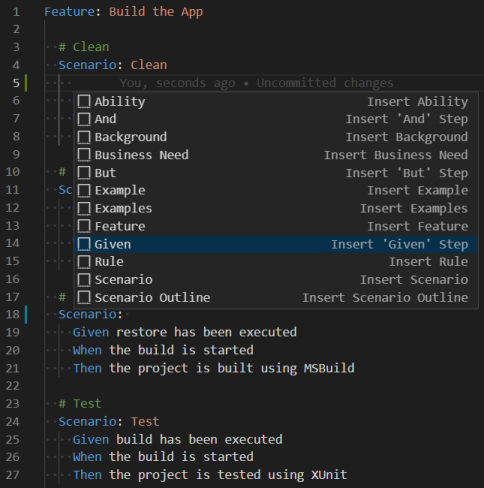 1 Feature: Build the App
2
3 # Clean
4 Scenario: Clean
5 You, seconds ago • Uncommitted changes
6 Ability Insert Ability
7 And Insert 'And' Step
8 Background Insert Background
9 Business Need Insert Business Need
10 # But Insert 'But' Step
11 Sc Example Insert Example
12 Examples Insert Examples
13 Feature Insert Feature
14 Given Insert 'Given' Step
15 Rule Insert Rule
16 Scenario Insert Scenario
17 # Scenario Outline Insert Scenario Outline
18 Scenario:
19 Given restore has been executed
20 When the build is started
21 Then the project is built using MSBuild
22
23 # Test
24 Scenario: Test
25 Given build has been executed
26 When the build is started
27 Then the project is tested using XUnit